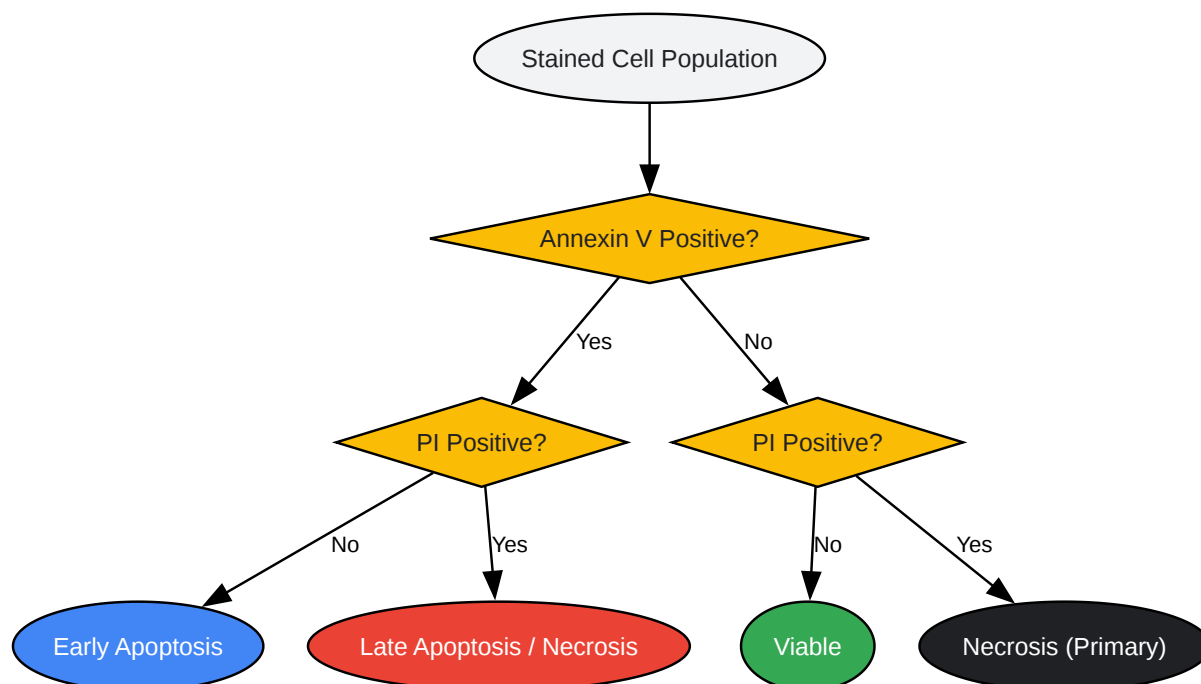 Stained Cell Population
Annexin V Positive?
Yes
No
PI Positive?
PI Positive?
No
Yes
No
Yes
Early Apoptosis
Late Apoptosis / Necrosis
Viable
Necrosis (Primary)